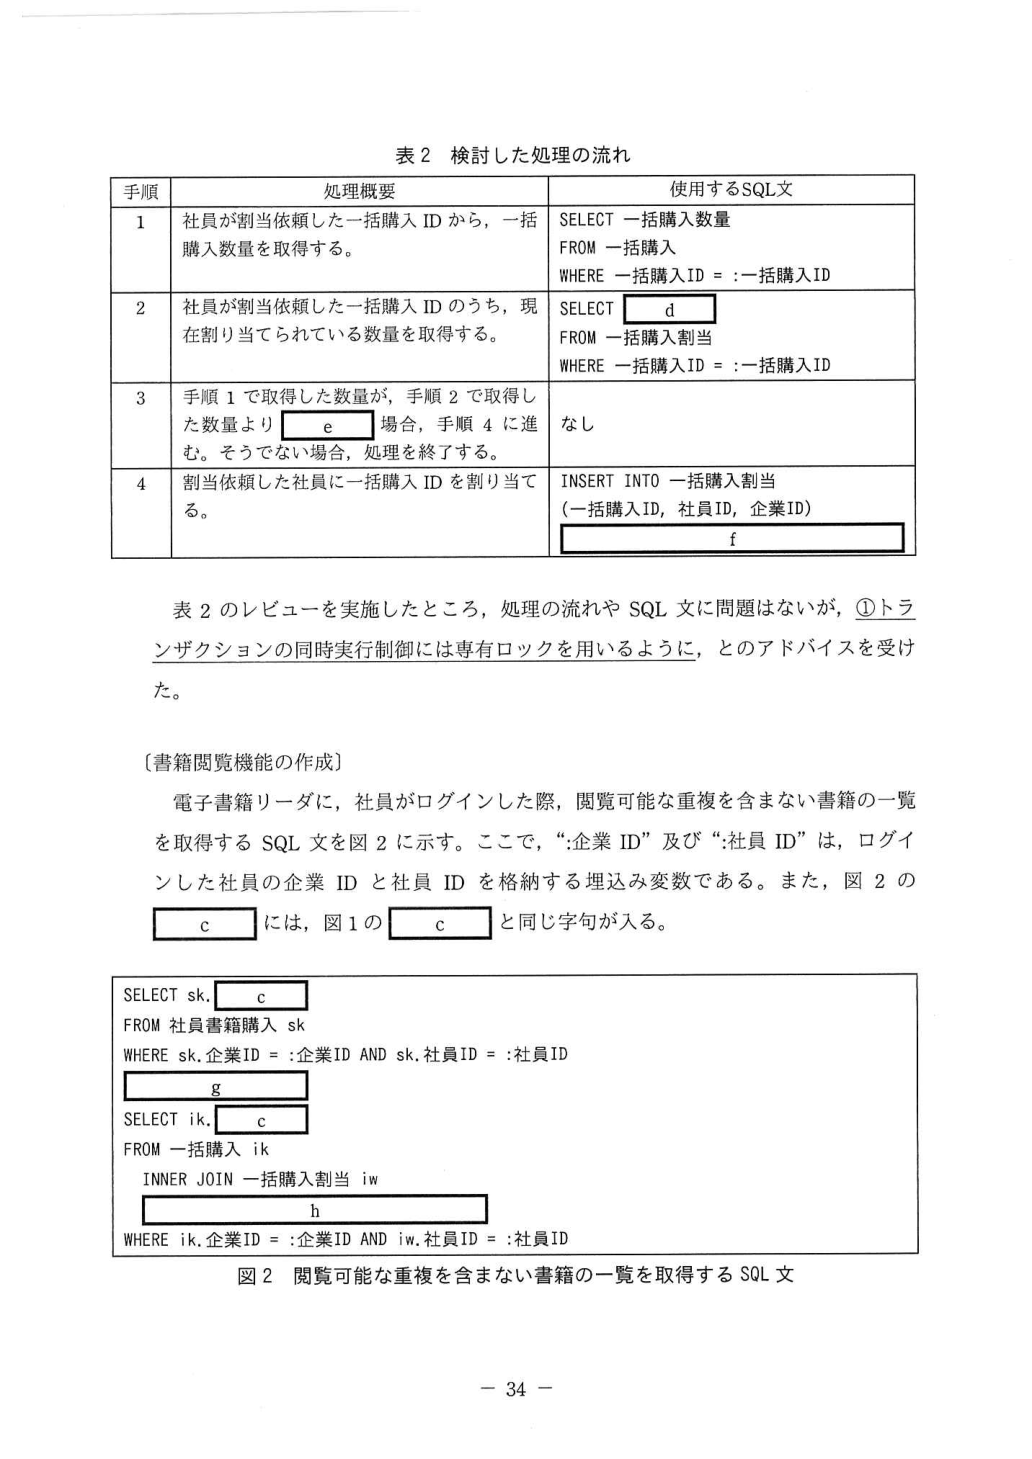 表2 検討した処理の流れ
手順 処理概要 使用するSQL文
1 社員が割当依頼した一括購入 ID から，一括
購入数量を取得する。
SELECT 一括購入数量
FROM 一括購入
WHERE 一括購入ID = :一括購入ID
2 社員が割当依頼した一括購入 ID のうち，現
在割り当てられている数量を取得する。
SELECT d
FROM 一括購入割当
WHERE 一括購入ID = :一括購入ID
3 手順 1 で取得した数量が，手順 2 で取得し
た数量より e 場合，手順 4 に進
む。そうでない場合，処理を終了する。
なし
4 割当依頼した社員に一括購入 ID を割り当て
る。
INSERT INTO 一括購入割当
(一括購入ID, 社員ID, 企業ID)
f
表 2 のレビューを実施したところ，処理の流れや SQL 文に問題はないが，①トラ
ンザクションの同時実行制御には専有ロックを用いるように，とのアドバイスを受け
た。
〔書籍閲覧機能の作成〕
電子書籍リーダに，社員がログインした際，閲覧可能な重複を含まない書籍の一覧
を取得する SQL 文を図 2 に示す。ここで，“:企業 ID” 及び “:社員 ID” は，ログイ
ンした社員の企業 ID と社員 ID を格納する埋込み変数である。また，図 2 の
c には，図1の c と同じ字句が入る。
SELECT sk. c
FROM 社員書籍購入 sk
WHERE sk.企業ID = :企業ID AND sk.社員ID = :社員ID
g
SELECT ik. c
FROM 一括購入 ik
INNER JOIN 一括購入割当 iw
h
WHERE ik.企業ID = :企業ID AND iw.社員ID = :社員ID
図2 閲覧可能な重複を含まない書籍の一覧を取得する SQL 文
－ 34 －